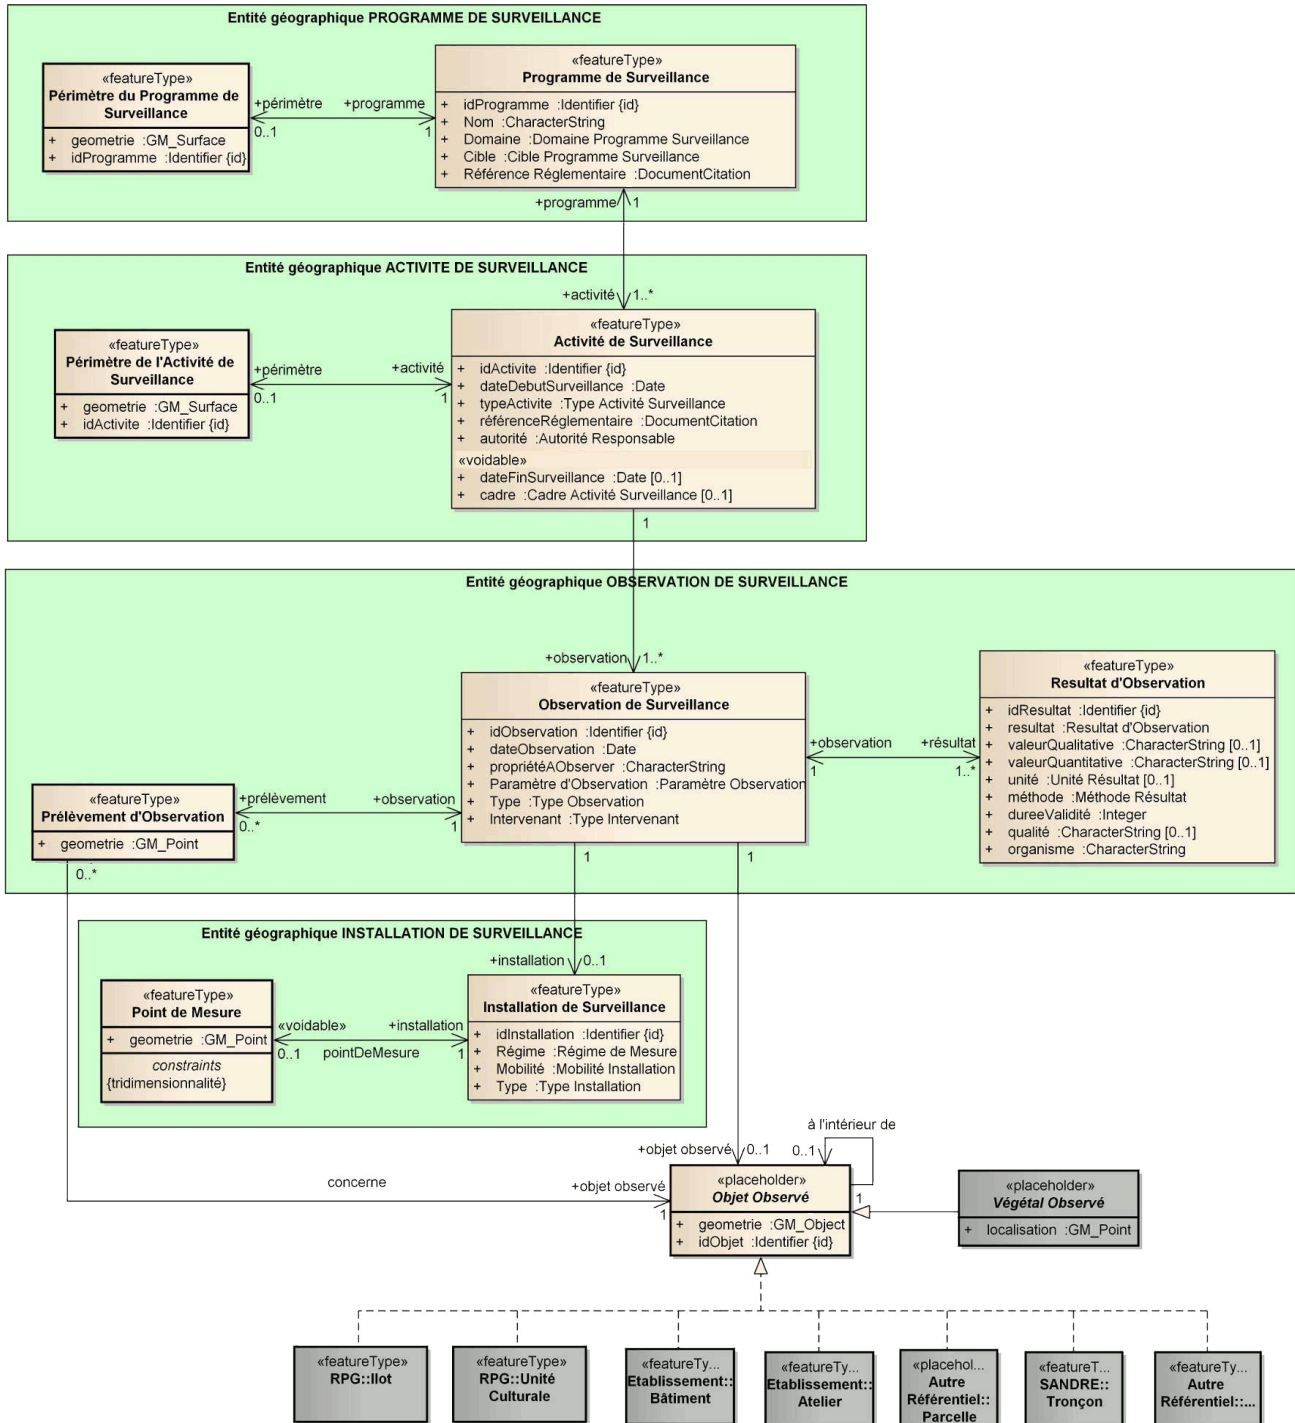 Entité géographique PROGRAMME DE SURVEILLANCE
«featureType»
Périmètre du Programme de
Surveillance
+ geometrie :GM_Surface
+ idProgramme :Identifier {id}
+périmètre
0..1
+programme
1
«featureType»
Programme de Surveillance
+ idProgramme :Identifier {id}
+ Nom :CharacterString
+ Domaine :Domaine Programme Surveillance
+ Cible :Cible Programme Surveillance
+ Référence Réglementaire :DocumentCitation
+programme 1
Entité géographique ACTIVITE DE SURVEILLANCE
+activité 1..*
«featureType»
Périmètre de l'Activité de
Surveillance
+ geometrie :GM_Surface
+ idActivite :Identifier {id}
+périmètre
0..1
+activité
1
«featureType»
Activité de Surveillance
+ idActivite :Identifier {id}
+ dateDebutSurveillance :Date
+ typeActivite :Type Activité Surveillance
+ référenceRéglementaire :DocumentCitation
+ autorité :Autorité Responsable
«voidable»
+ dateFinSurveillance :Date [0..1]
+ cadre :Cadre Activité Surveillance [0..1]
1
Entité géographique OBSERVATION DE SURVEILLANCE
+observation 1..*
«featureType»
Observation de Surveillance
+ idObservation :Identifier {id}
+ dateObservation :Date
+ propriétéAObserver :CharacterString
+ Paramètre d'Observation :Paramètre Observation
+ Type :Type Observation
+ Intervenant :Type Intervenant
+observation
1
+résultat
1..*
«featureType»
Resultat d'Observation
+ idResultat :Identifier {id}
+ resultat :Resultat d'Observation
+ valeurQualitative :CharacterString [0..1]
+ valeurQuantitative :CharacterString [0..1]
+ unité :Unité Résultat [0..1]
+ méthode :Méthode Résultat
+ dureeValidité :Integer
+ qualité :CharacterString [0..1]
+ organisme :CharacterString
«featureType»
Prélèvement d'Observation
+ geometrie :GM_Point
+prélèvement
0..*
+observation
1
0..*
1
1
Entité géographique INSTALLATION DE SURVEILLANCE
+installation 0..1
«featureType»
Point de Mesure
+ geometrie :GM_Point
constraints
{tridimensionnalité}
«voidable»
0..1
pointDeMesure
+installation
1
«featureType»
Installation de Surveillance
+ idInstallation :Identifier {id}
+ Régime :Régime de Mesure
+ Mobilité :Mobilité Installation
+ Type :Type Installation
à l'intérieur de
0..1
1
+objet observé 0..1
concerne
+objet observé
1
«placeholder»
Objet Observé
+ geometrie :GM_Object
+ idObjet :Identifier {id}
«placeholder»
Végétal Observé
+ localisation :GM_Point
«featureType»
RPG::Ilot
«featureType»
RPG::Unité
Culturale
«featureTy...
Etablissement::
Bâtiment
«featureTy...
Etablissement::
Atelier
«placehol...
Autre
Référentiel::
Parcelle
«featureT...
SANDRE::
Tronçon
«featureTy...
Autre
Référentiel::...